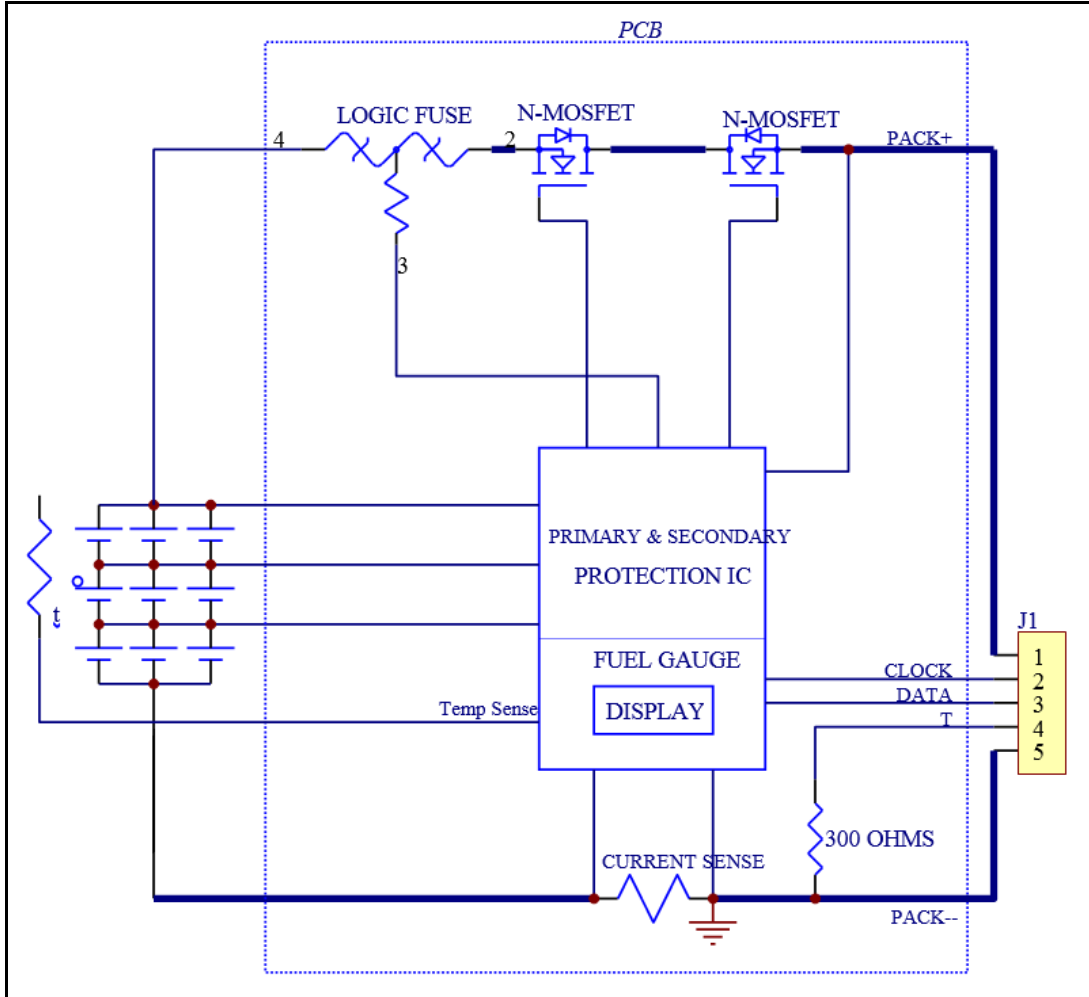 PCB
LOGIC FUSE
N-MOSFET
N-MOSFET
4
2
PACK+
3
PRIMARY & SECONDARY
PROTECTION IC
t
J1
FUEL GAUGE
1
CLOCK
2
DATA
3
Temp Sense
DISPLAY
T
4
5
300 OHMS
CURRENT SENSE
PACK--